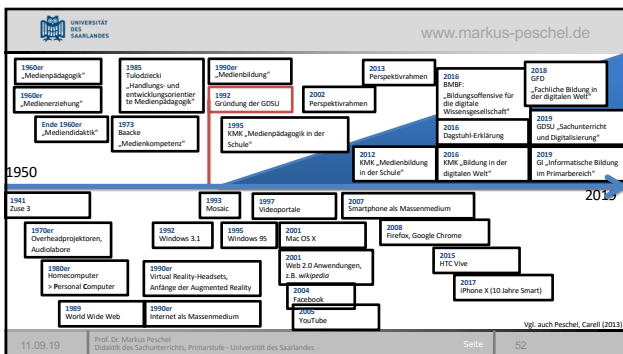 UNIVERSITÄT
DES
SAARLANDES
www.markus-peschel.de
1960er
„Medienpädagogik“
1960er
„Medienerziehung“
Ende 1960er
„Mediendidaktik“
1985
Tulodziecki
„Handlungs- und
entwicklungsorientier
te Medienpädagogik“
1973
Baacke
„Medienkompetenz“
1990er
„Medienbildung“
1992
Gründung der GDSU
1995
KMK „Medienpädagogik in der
Schule“
2002
Perspektivrahmen
2013
Perspektivrahmen
2012
KMK „Medienbildung
in der Schule“
2016
BMBF:
„Bildungsoffensive für
die digitale
Wissensgesellschaft“
2016
Dagstuhl-Erklärung
2016
KMK „Bildung in der
digitalen Welt“
2018
GFD
„Fachliche Bildung in
der digitalen Welt“
2019
GDSU „Sachunterricht
und Digitalisierung“
2019
GI „Informatische Bildung
im Primarbereich“
1950
2019
1941
Zuse 3
1970er
Overheadprojektoren,
Audiolabore
1980er
Homecomputer
> Personal Computer
1989
World Wide Web
1992
Windows 3.1
1990er
Virtual Reality-Headsets,
Anfänge der Augmented Reality
1990er
Internet als Massenmedium
1993
Mosaic
1995
Windows 95
1997
Videoportale
2001
Mac OS X
2001
Web 2.0 Anwendungen,
z.B. wikipedia
2004
Facebook
2005
YouTube
2007
Smartphone als Massenmedium
2008
Firefox, Google Chrome
2015
HTC Vive
2017
iPhone X (10 Jahre Smart)
Vgl. auch Peschel, Carell (2013)
11.09.19
Prof. Dr. Markus Peschel
Didaktik des Sachunterrichts, Primarstufe - Universität des Saarlandes
Seite
52